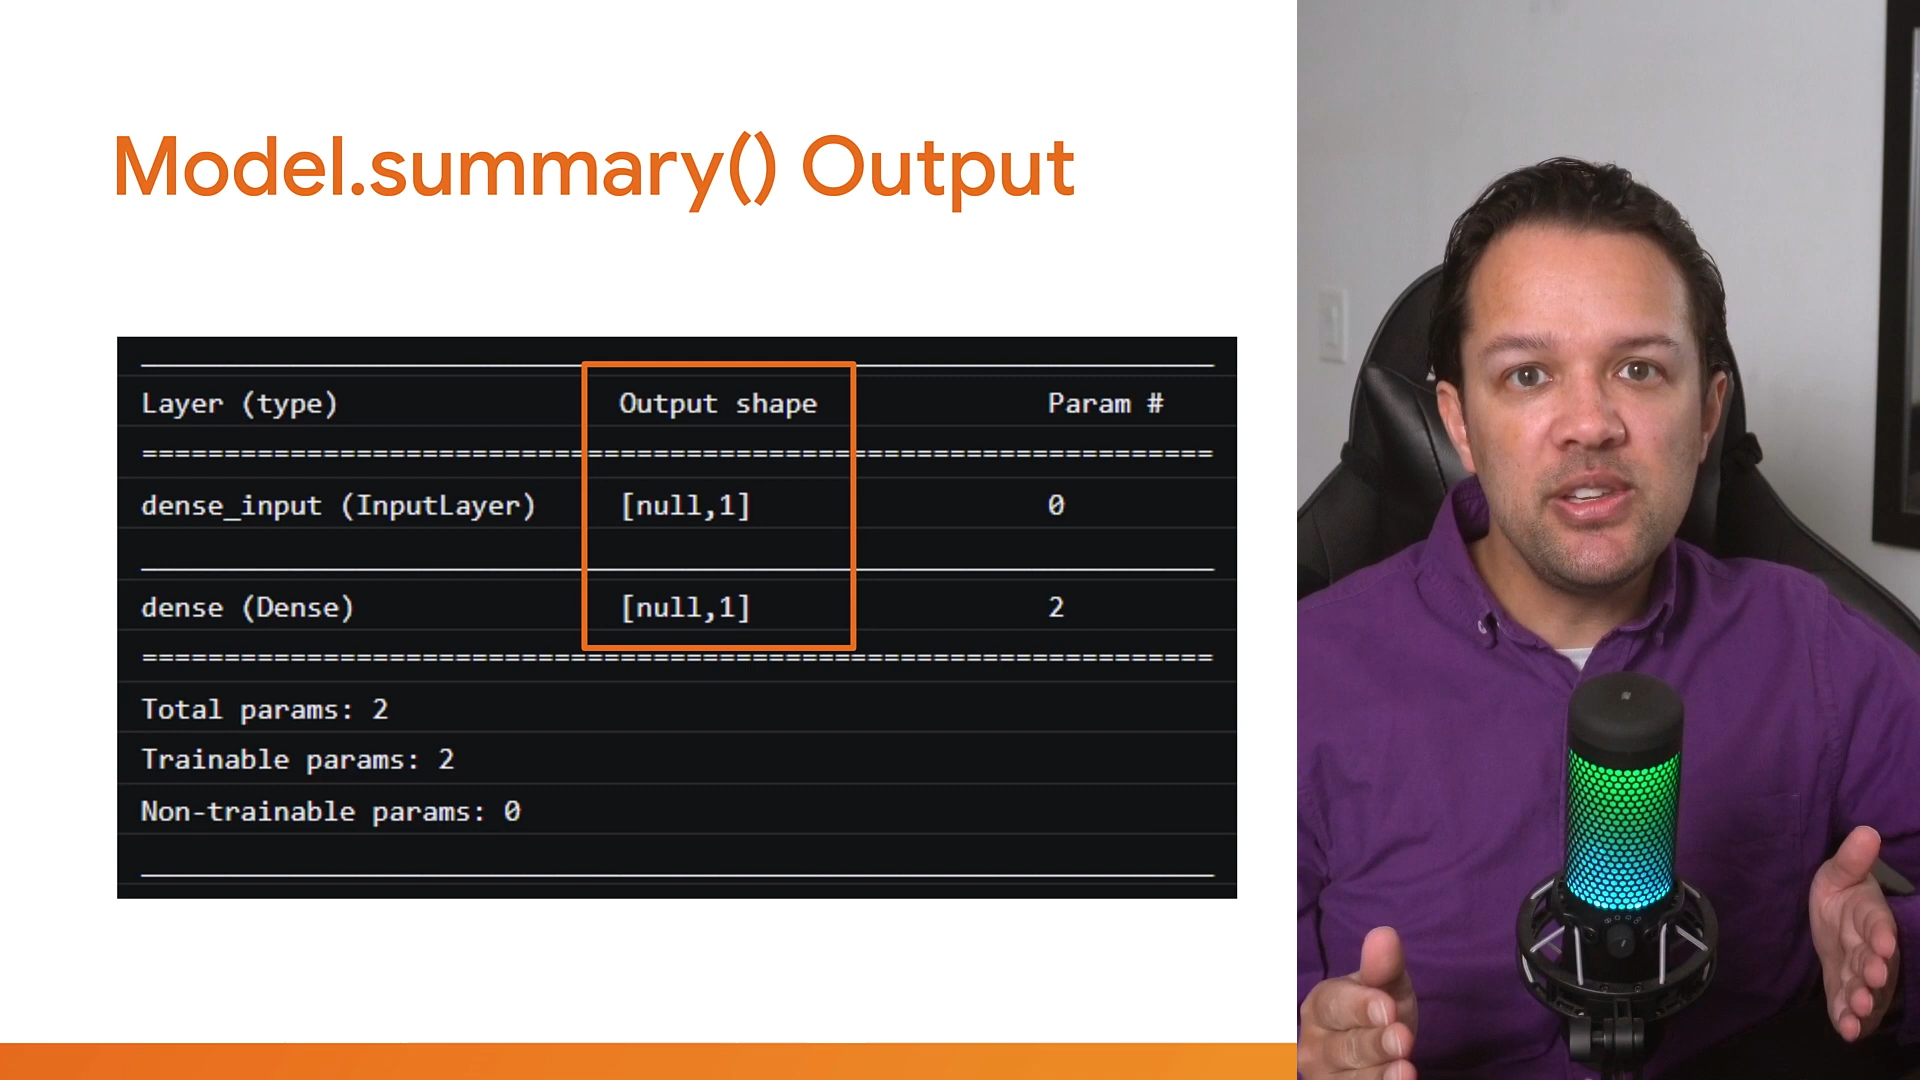 Model.summary() Output
Layer (type) Output shape Param #
================================================================
dense_input (InputLayer) [null,1] 0
dense (Dense) [null,1] 2
================================================================
Total params: 2
Trainable params: 2
Non-trainable params: 0